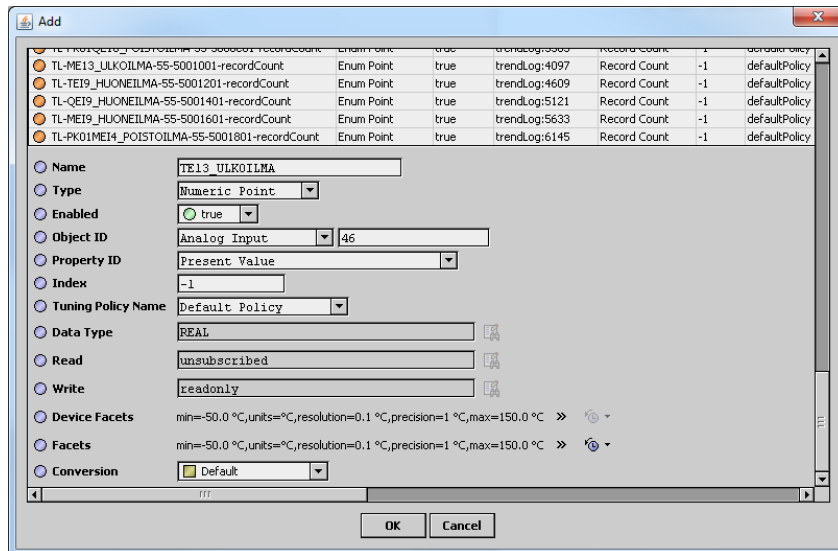 Add
TL-ME13_ULKOILMA-55-5001001-recordCount Enum Point true trendLog:4097 Record Count -1 defaultPolicy
TL-TEI9_HUONEILMA-55-5001201-recordCount Enum Point true trendLog:4609 Record Count -1 defaultPolicy
TL-QEI9_HUONEILMA-55-5001401-recordCount Enum Point true trendLog:5121 Record Count -1 defaultPolicy
TL-MEI9_HUONEILMA-55-5001601-recordCount Enum Point true trendLog:5633 Record Count -1 defaultPolicy
TL-PK01MEI4_POISTOILMA-55-5001801-recordCount Enum Point true trendLog:6145 Record Count -1 defaultPolicy
Name TE13_ULKOILMA
Type Numeric Point
Enabled true
Object ID Analog Input 46
Property ID Present Value
Index -1
Tuning Policy Name Default Policy
Data Type REAL
Read unsubscribed
Write readonly
Device Facets min=-50.0 °C,units=°C,resolution=0.1 °C,precision=1 °C,max=150.0 °C »
Facets min=-50.0 °C,units=°C,resolution=0.1 °C,precision=1 °C,max=150.0 °C »
Conversion Default
OK Cancel